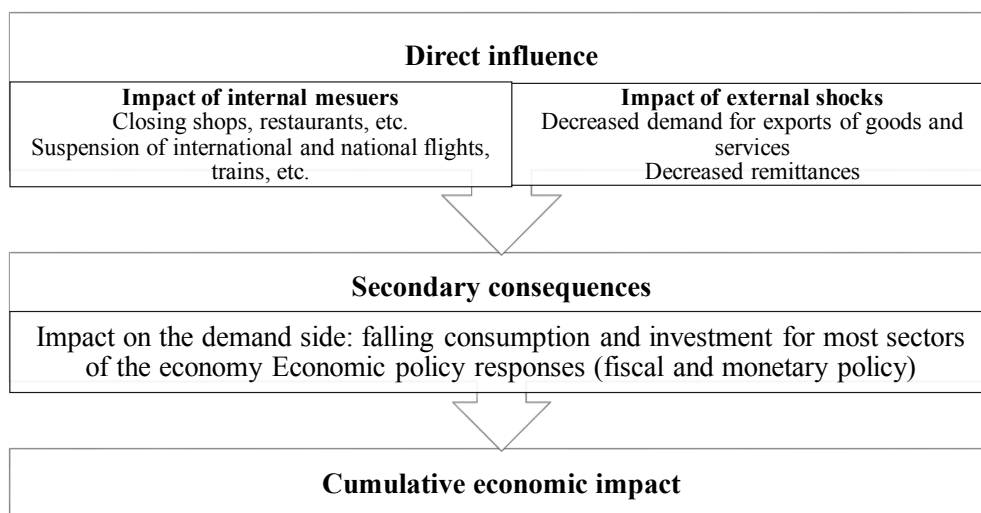 Direct influence
Impact of internal mesuers
Closing shops, restaurants, etc.
Suspension of international and national flights,
trains, etc.
Impact of external shocks
Decreased demand for exports of goods and
services
Decreased remittances
Secondary consequences
Impact on the demand side: falling consumption and investment for most sectors
of the economy Economic policy responses (fiscal and monetary policy)
Cumulative economic impact